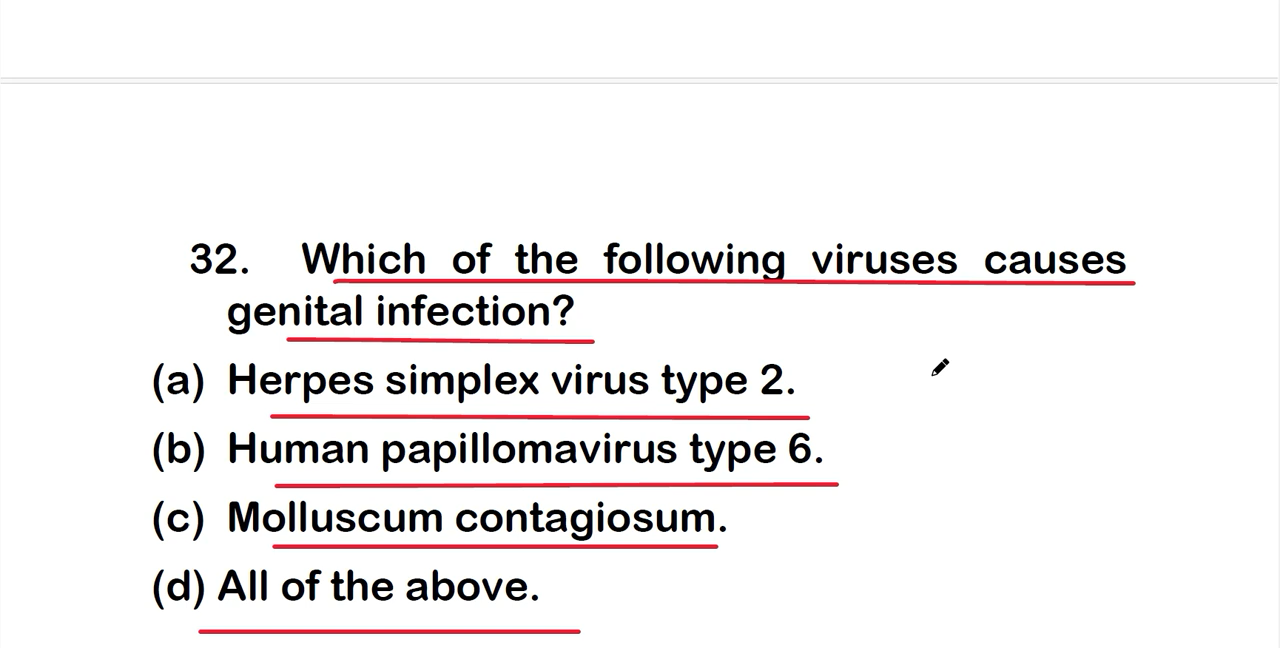 32. Which of the following viruses causes
genital infection?
(a) Herpes simplex virus type 2.
(b) Human papillomavirus type 6.
(c) Molluscum contagiosum.
(d) All of the above.